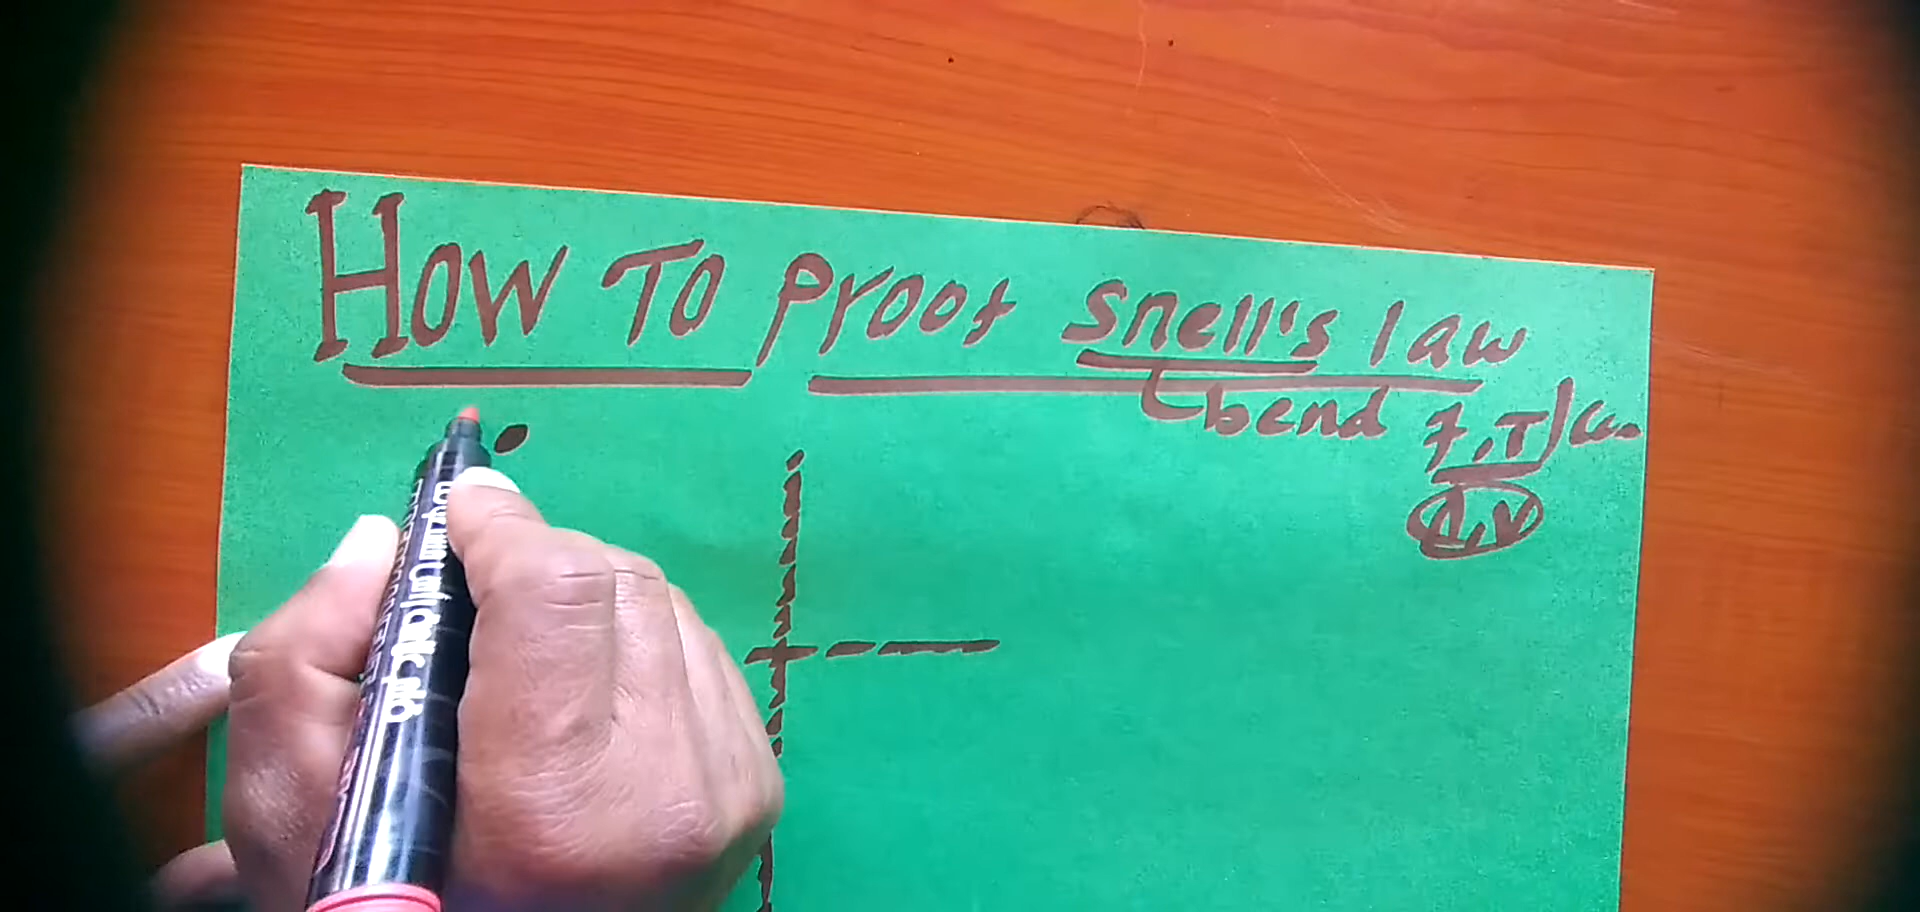 HOW TO proof snell's law
bend f.T/w.
λ,v